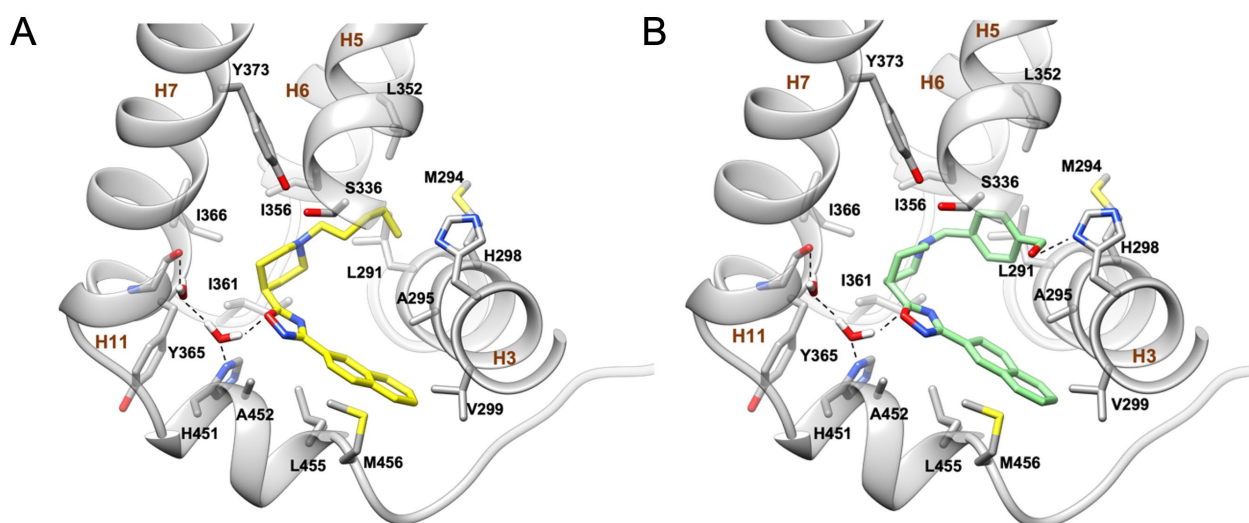 A
H5
Y373
H7
H6
L352
M294
S336
I356
I366
H298
L291
I361
A295
H11
Y365
H3
V299
A452
H451
L455
M456
B
H5
Y373
H7
H6
L352
M294
S336
I356
I366
H298
L291
I361
A295
H11
Y365
H3
V299
A452
H451
L455
M456